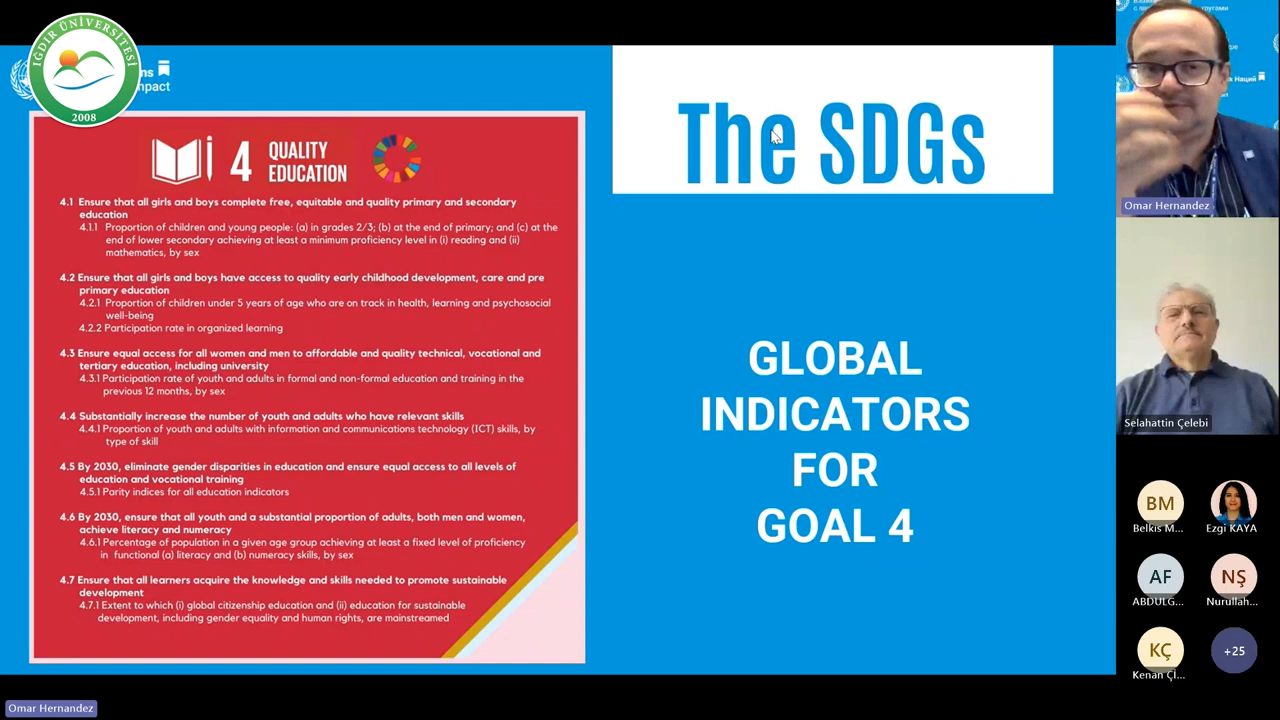 IĞDIR ÜNİVERSİTESİ
2008
The SDGs
4 QUALITY
EDUCATION
4.1 Ensure that all girls and boys complete free, equitable and quality primary and secondary
education
4.1.1 Proportion of children and young people: (a) in grades 2/3; (b) at the end of primary; and (c) at the
end of lower secondary achieving at least a minimum proficiency level in (i) reading and (ii)
mathematics, by sex
4.2 Ensure that all girls and boys have access to quality early childhood development, care and pre
primary education
4.2.1 Proportion of children under 5 years of age who are on track in health, learning and psychosocial
well-being
4.2.2 Participation rate in organized learning
4.3 Ensure equal access for all women and men to affordable and quality technical, vocational and
tertiary education, including university
4.3.1 Participation rate of youth and adults in formal and non-formal education and training in the
previous 12 months, by sex
4.4 Substantially increase the number of youth and adults who have relevant skills
4.4.1 Proportion of youth and adults with information and communications technology (ICT) skills, by
type of skill
4.5 By 2030, eliminate gender disparities in education and ensure equal access to all levels of
education and vocational training
4.5.1 Parity indices for all education indicators
4.6 By 2030, ensure that all youth and a substantial proportion of adults, both men and women,
achieve literacy and numeracy
4.6.1 Percentage of population in a given age group achieving at least a fixed level of proficiency
in functional (a) literacy and (b) numeracy skills, by sex
4.7 Ensure that all learners acquire the knowledge and skills needed to promote sustainable
development
4.7.1 Extent to which (i) global citizenship education and (ii) education for sustainable
development, including gender equality and human rights, are mainstreamed
GLOBAL
INDICATORS
FOR
GOAL 4
Omar Hernandez
Selahattin Çelebi
BM
Belkis M...
Ezgi KAYA
AF
ABDULG...
NŞ
Nurullah...
KÇ
Kenan Çİ...
+25
Omar Hernandez